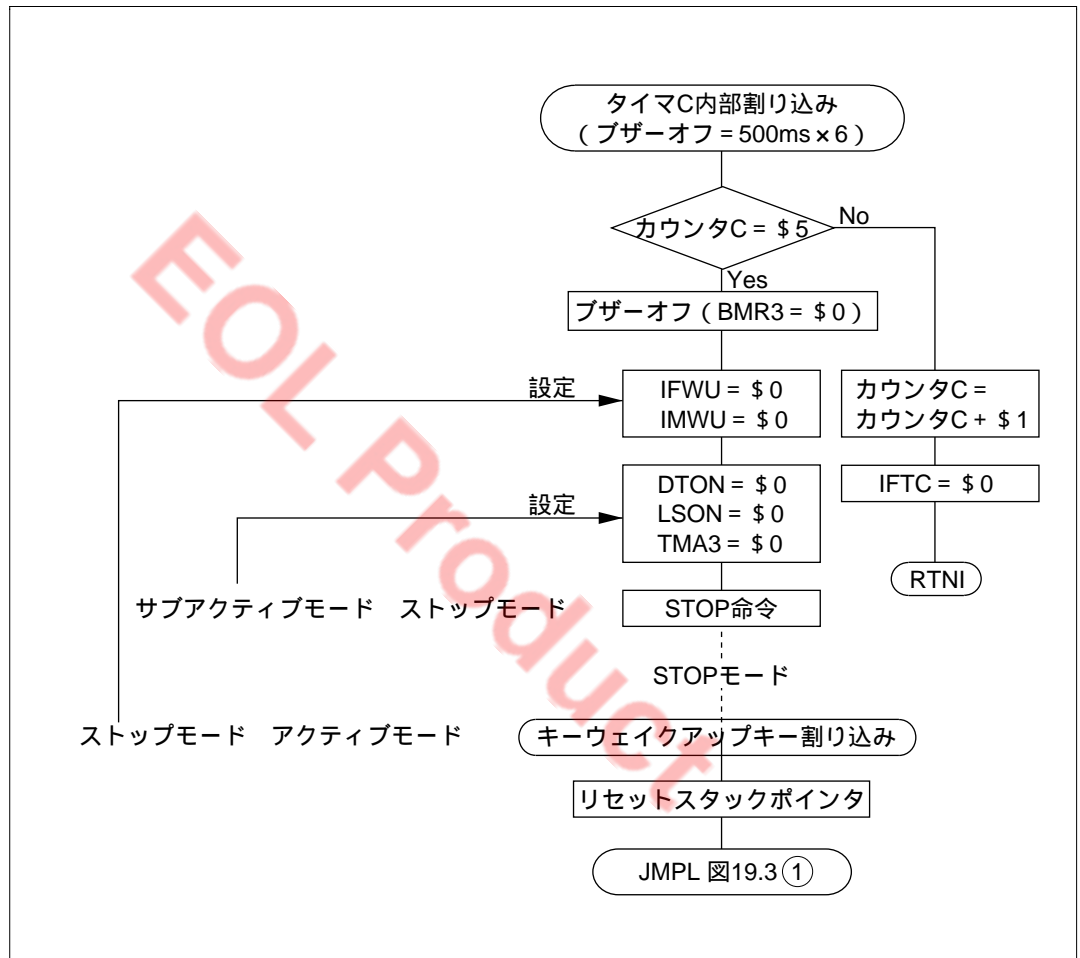 タイマC内部割り込み
( ブザーオフ = 500ms × 6 )
カウンタC = $5
No
Yes
ブザーオフ ( BMR3 = $0 )
設定
IFWU = $0
IMWU = $0
カウンタC =
カウンタC + $1
設定
DTON = $0
LSON = $0
TMA3 = $0
IFTC = $0
RTNI
サブアクティブモード ストップモード
STOP命令
STOPモード
ストップモード アクティブモード
キーウェイクアップキー割り込み
リセットスタックポインタ
JMPL 図19.3 ①
EOL Product